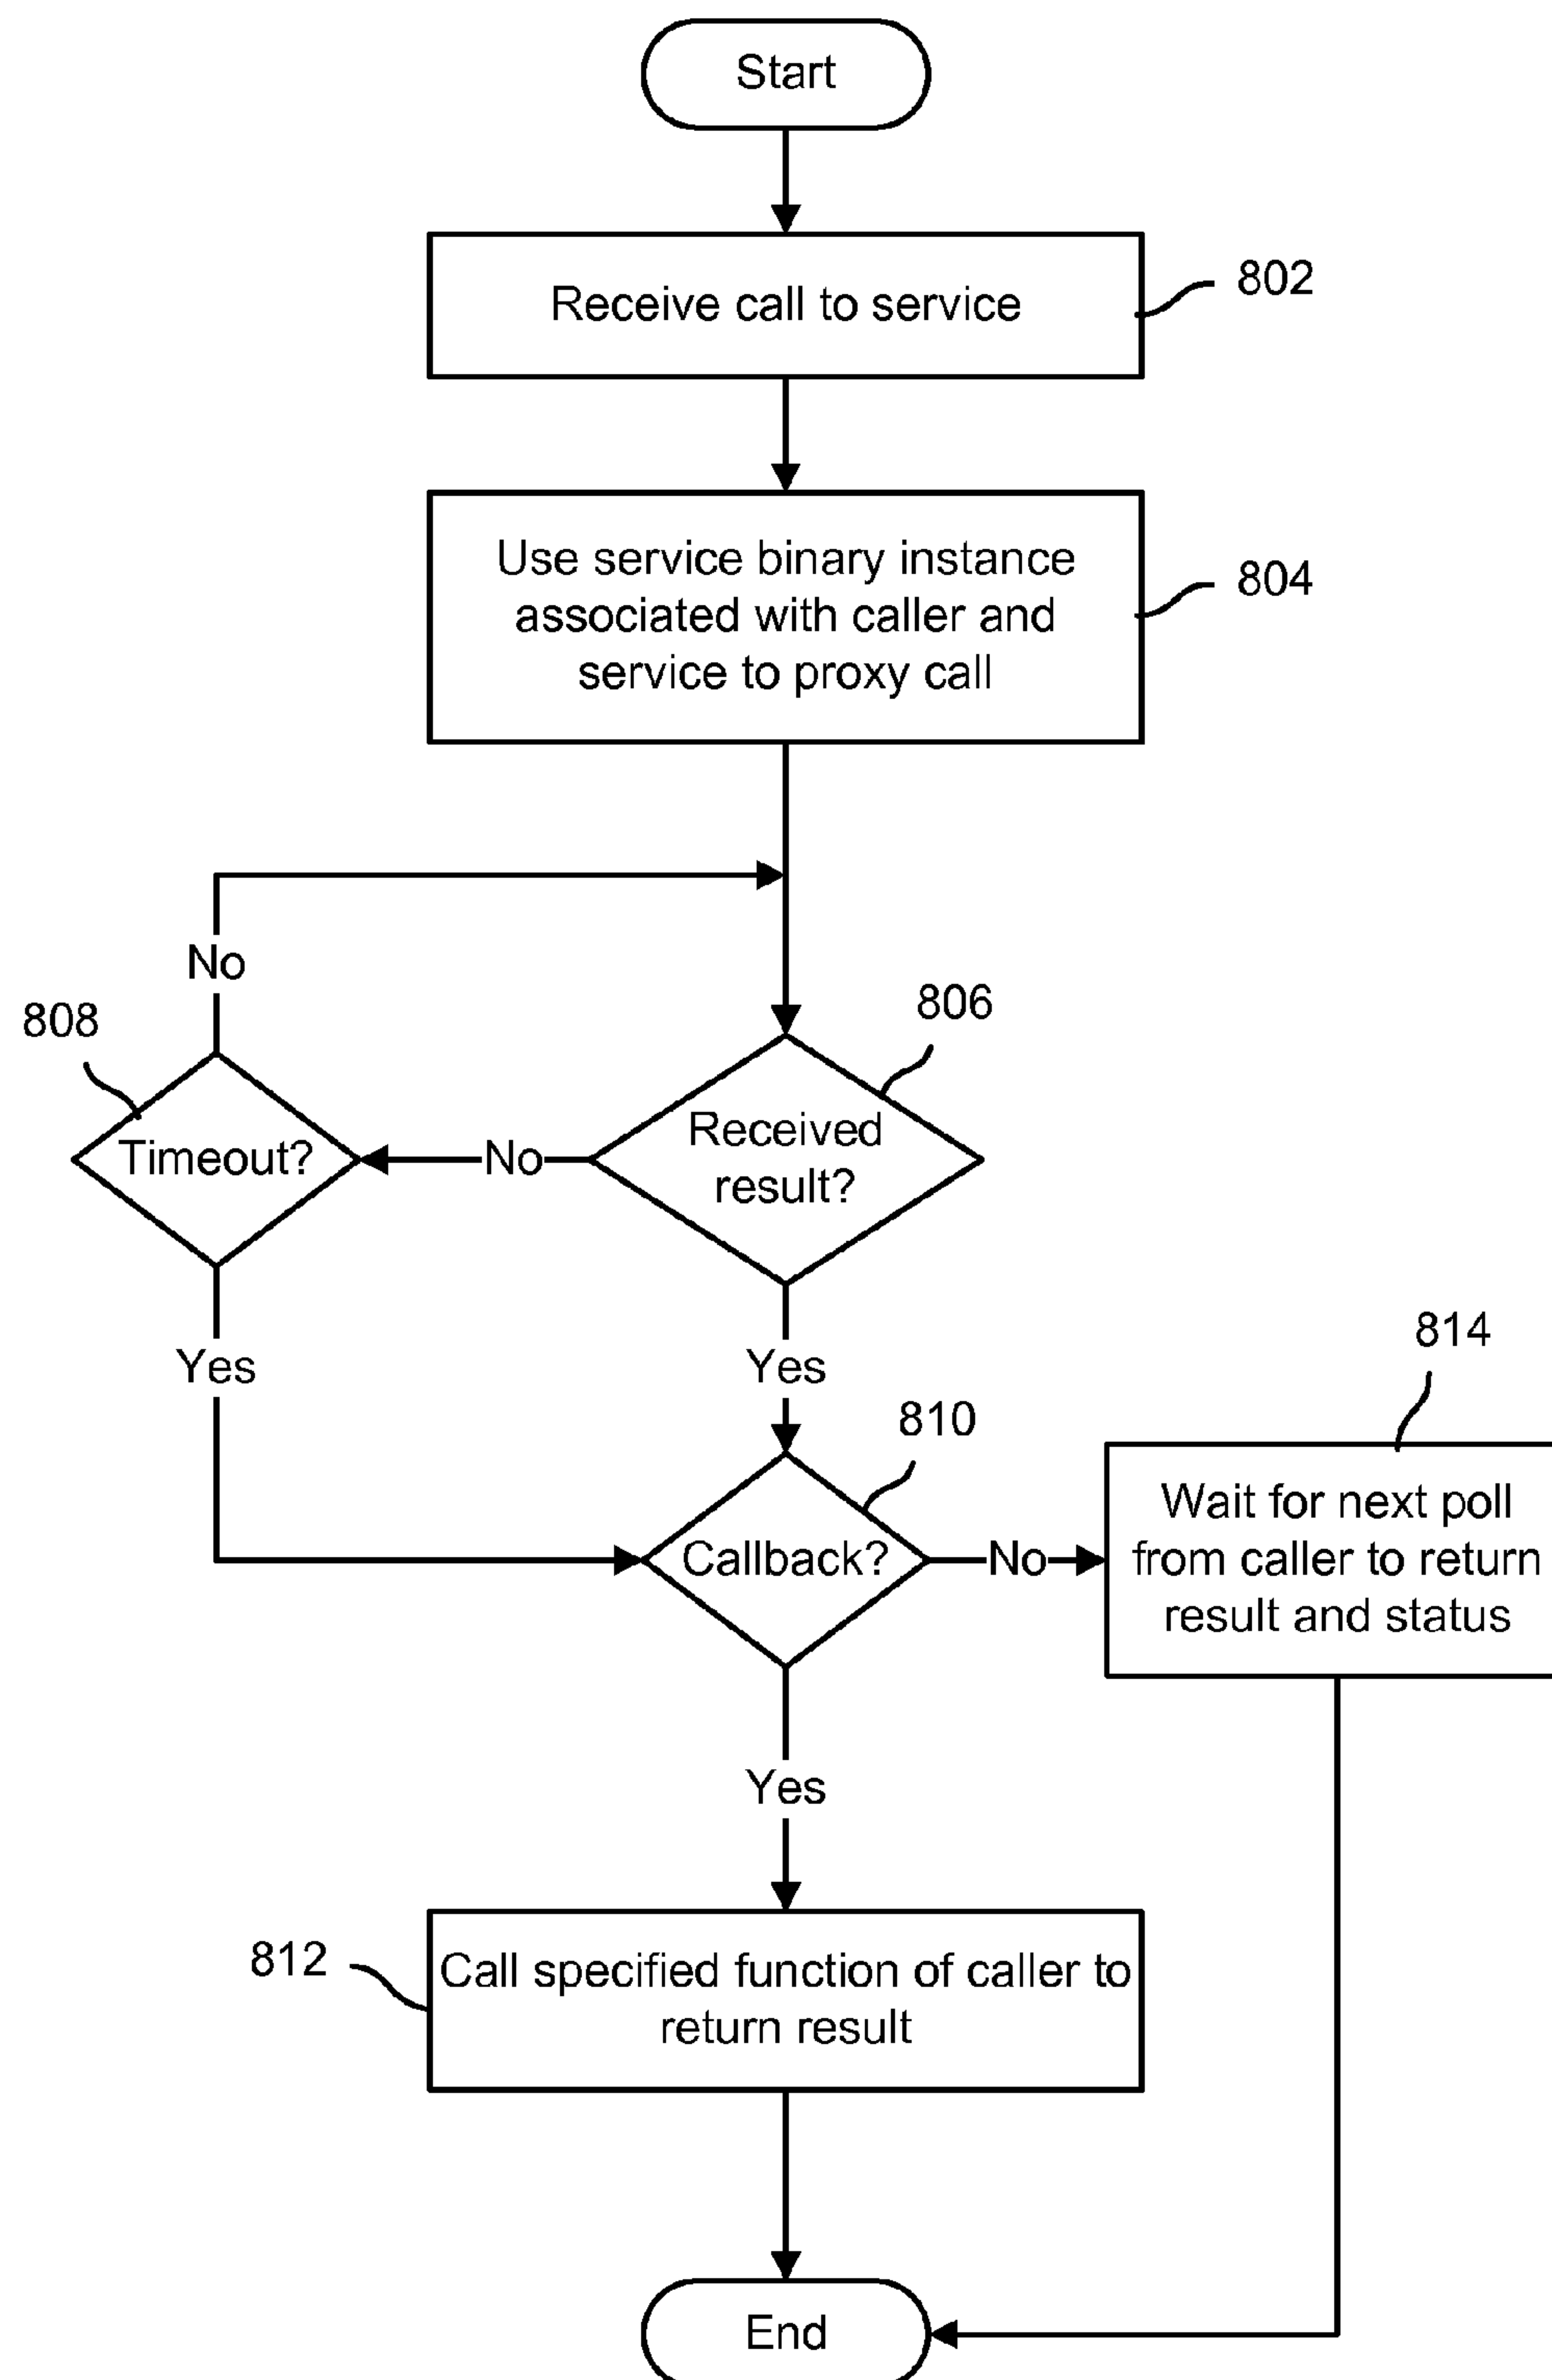 Start
Receive call to service
802
Use service binary instance
associated with caller and
service to proxy call
804
No
808
806
Timeout?
No
Received
result?
Yes
Yes
814
810
Callback?
No
Wait for next poll
from caller to return
result and status
Yes
812
Call specified function of caller to
return result
End